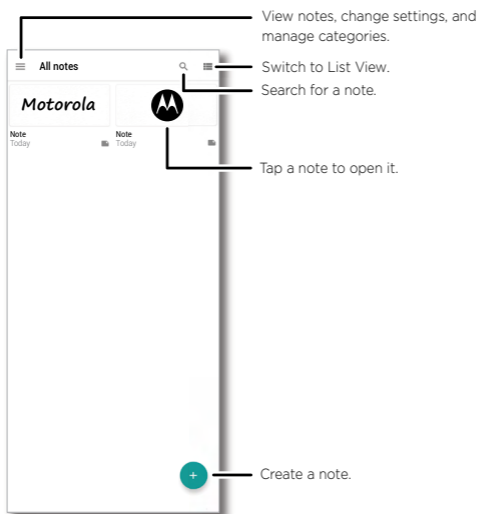 View notes, change settings, and
manage categories.
All notes
Switch to List View.
Search for a note.
Motorola
Note
Today
Note
Today
Tap a note to open it.
+
Create a note.